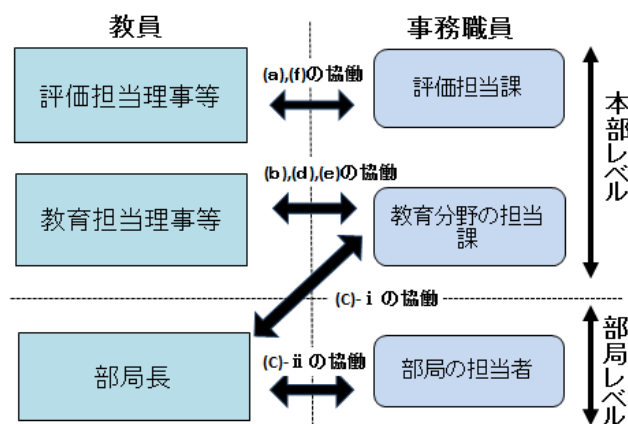 教員
事務職員
(a),(f)の協働
評価担当理事等
評価担当課
(b),(d),(e)の協働
教育担当理事等
教育分野の担当
課
本部レベル
(C)-ⅰの協働
(C)-ⅱの協働
部局長
部局の担当者
部局レベル